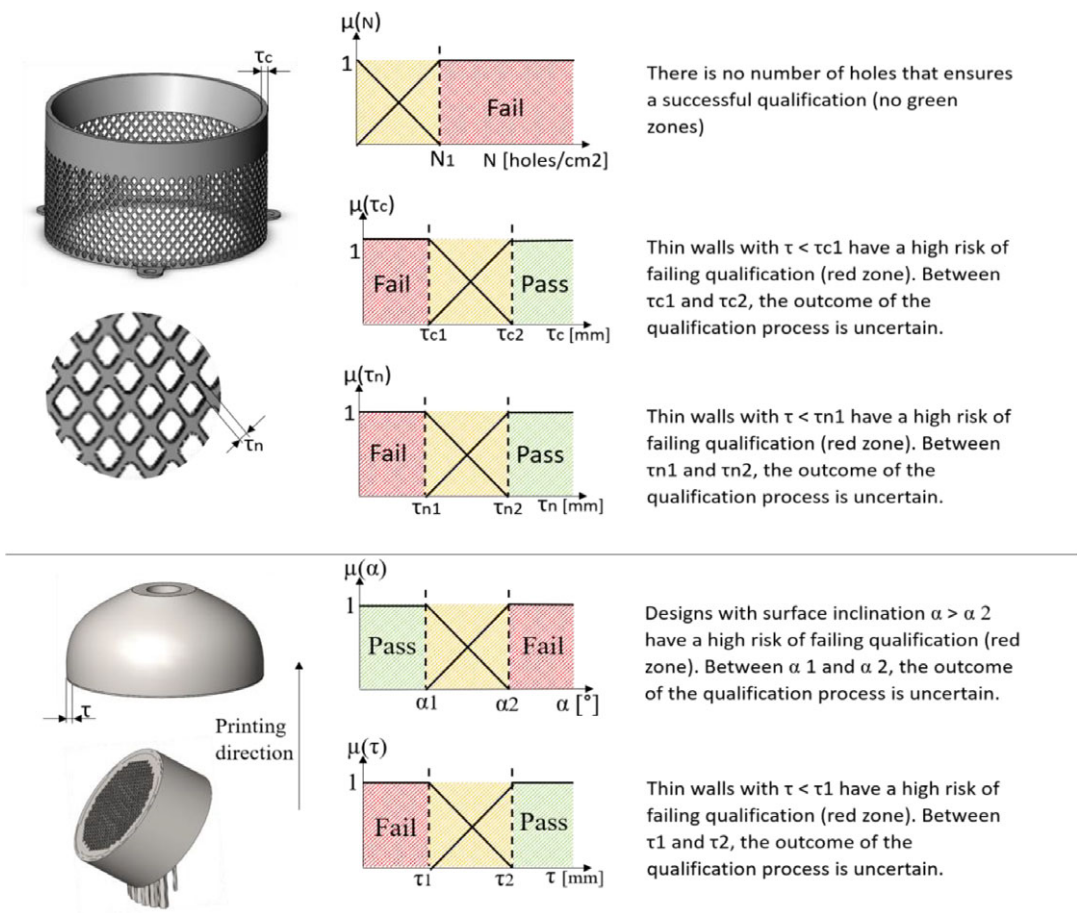 τc
μ(N)
1
Fail
N1
N [holes/cm2]
There is no number of holes that ensures
a successful qualification (no green
zones)
μ(τc)
1
Fail
Pass
τc1
τc2
τc [mm]
Thin walls with τ < τc1 have a high risk of
failing qualification (red zone). Between
τc1 and τc2, the outcome of the
qualification process is uncertain.
τn
μ(τn)
1
Fail
Pass
τn1
τn2
τn [mm]
Thin walls with τ < τn1 have a high risk of
failing qualification (red zone). Between
τn1 and τn2, the outcome of the
qualification process is uncertain.
τ
Printing
direction
μ(α)
1
Pass
Fail
α1
α2
α [°]
Designs with surface inclination α > α 2
have a high risk of failing qualification (red
zone). Between α 1 and α 2, the outcome
of the qualification process is uncertain.
μ(τ)
1
Fail
Pass
τ1
τ2
τ [mm]
Thin walls with τ < τ1 have a high risk of
failing qualification (red zone). Between
τ1 and τ2, the outcome of the
qualification process is uncertain.